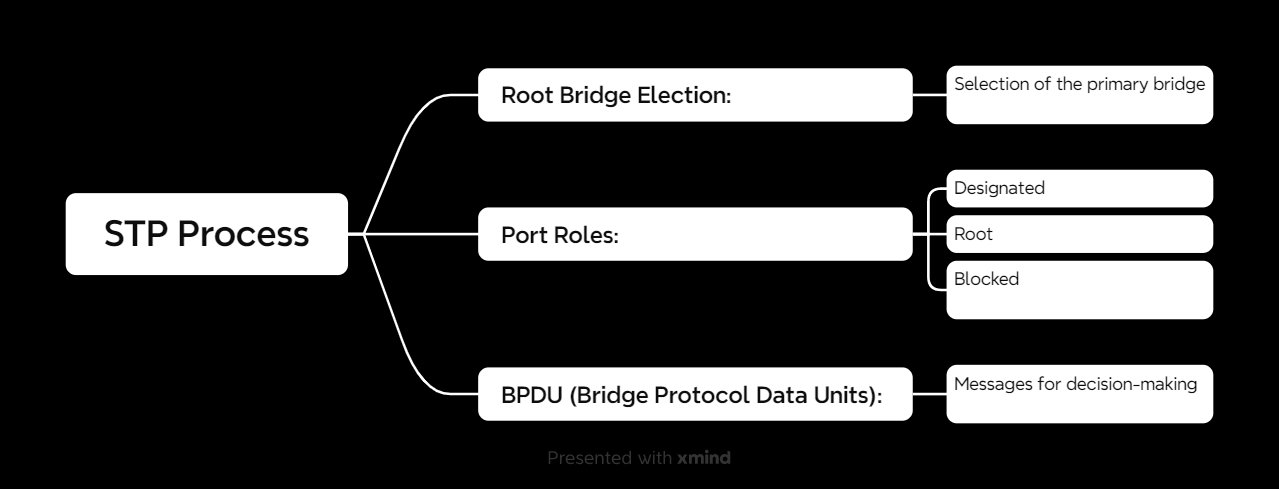 STP Process
Root Bridge Election:
Selection of the primary bridge
Port Roles:
Designated
Root
Blocked
BPDU (Bridge Protocol Data Units):
Messages for decision-making
Presented with xmind